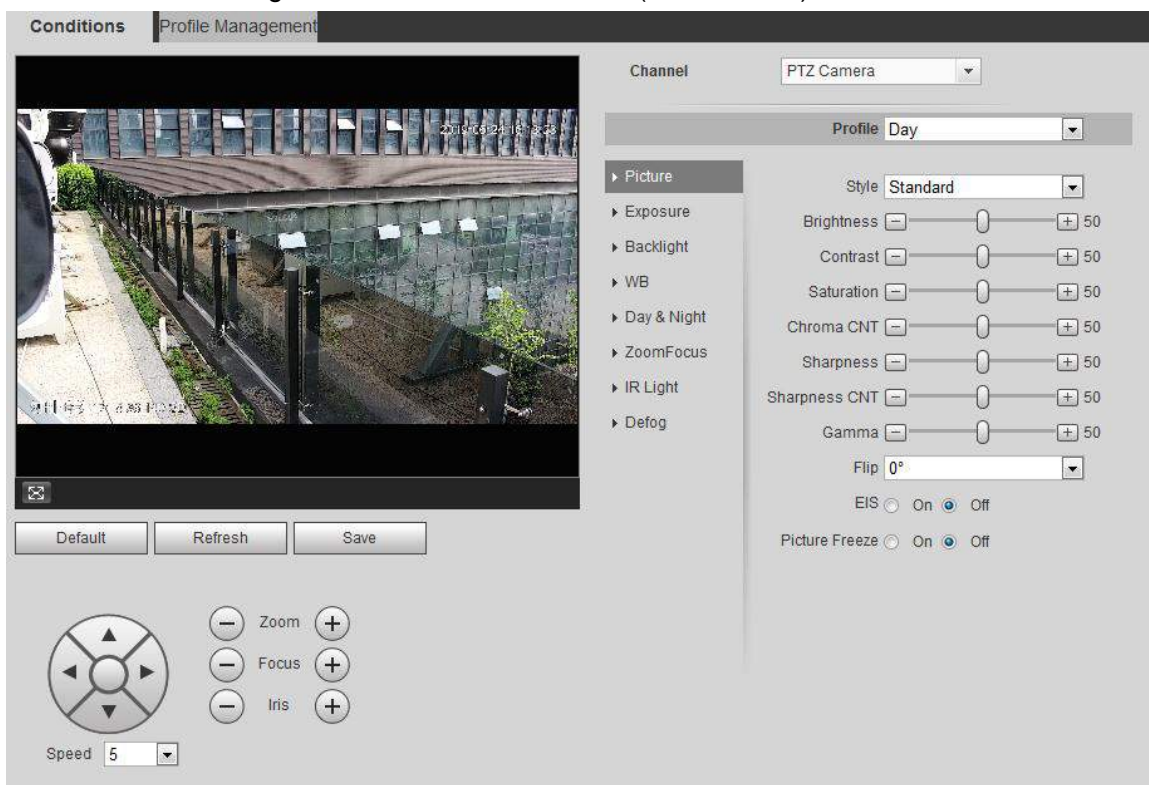 Conditions Profile Management
Channel PTZ Camera
Profile Day
Picture
Exposure
Backlight
WB
Day & Night
ZoomFocus
IR Light
Defog
Style Standard
Brightness 50
Contrast 50
Saturation 50
Chroma CNT 50
Sharpness 50
Sharpness CNT 50
Gamma 50
Flip 0°
EIS On Off
Picture Freeze On Off
Default Refresh Save
Zoom
Focus
Iris
Speed 5